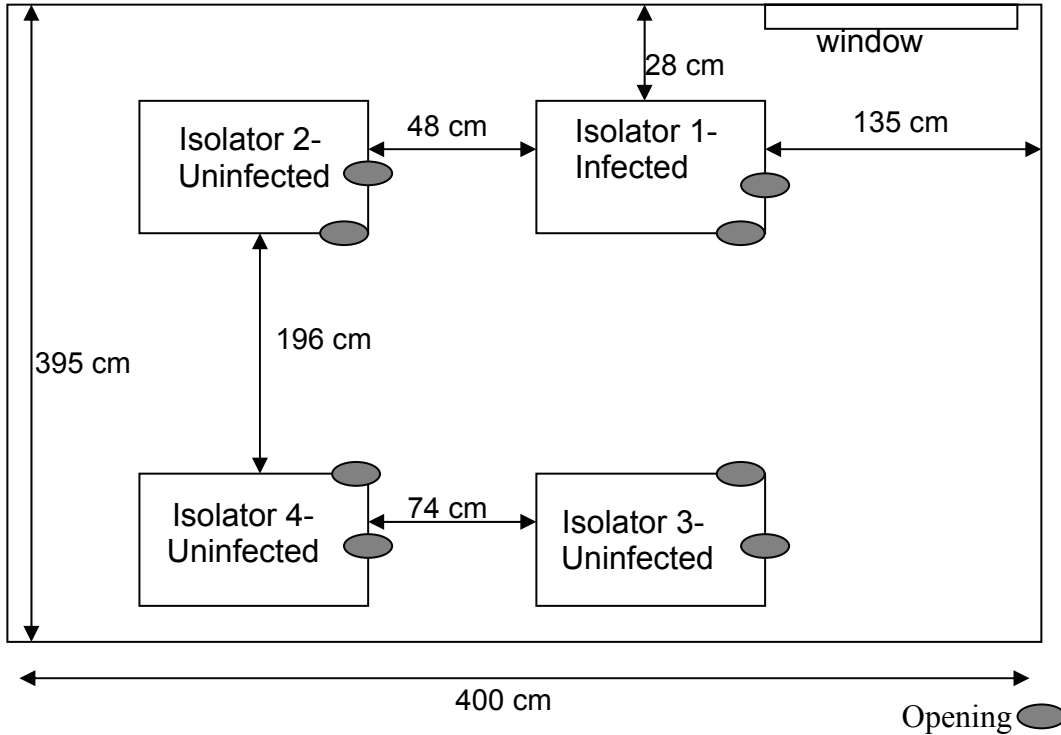 window
28 cm
Isolator 2-
Uninfected
48 cm
Isolator 1-
Infected
135 cm
196 cm
395 cm
Isolator 4-
Uninfected
74 cm
Isolator 3-
Uninfected
400 cm
Opening